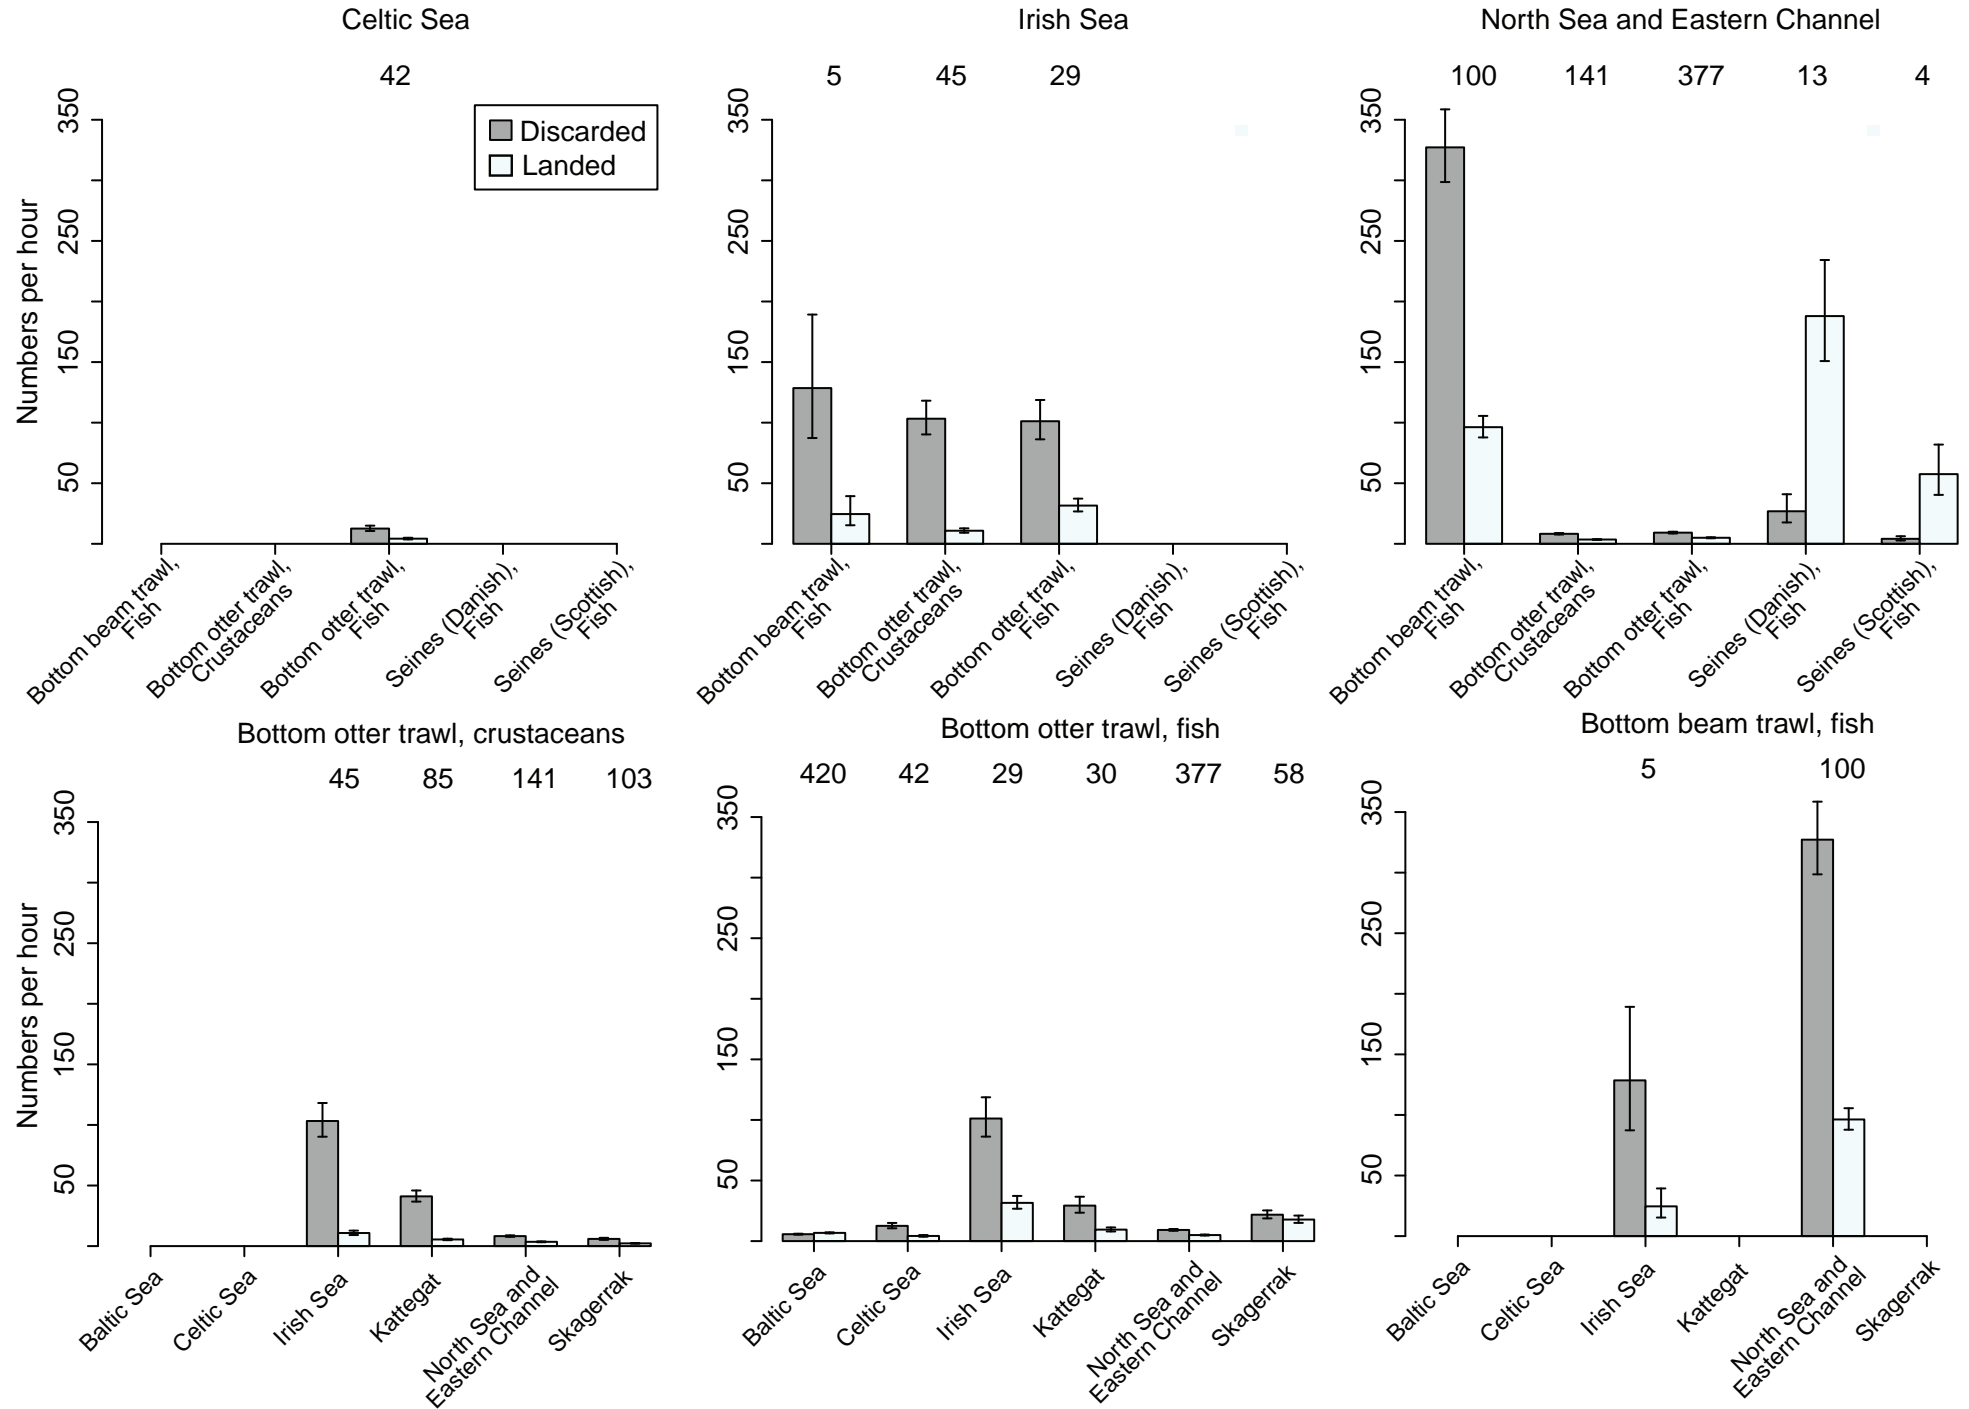 Celtic Sea
42
Discarded
Landed
Numbers per hour
350
250
150
50
Bottom beam trawl,
Fish
Bottom otter trawl,
Crustaceans
Bottom otter trawl,
Fish
Seines (Danish),
Fish
Seines (Scottish),
Fish
Irish Sea
5 45 29
350
250
150
50
Bottom beam trawl,
Fish
Bottom otter trawl,
Crustaceans
Bottom otter trawl,
Fish
Seines (Danish),
Fish
Seines (Scottish),
Fish
North Sea and Eastern Channel
100 141 377 13 4
350
250
150
50
Bottom beam trawl,
Fish
Bottom otter trawl,
Crustaceans
Bottom otter trawl,
Fish
Seines (Danish),
Fish
Seines (Scottish),
Fish
Bottom otter trawl, crustaceans
45 85 141 103
Numbers per hour
350
250
150
50
Baltic Sea
Celtic Sea
Irish Sea
Kattegat
North Sea and
Eastern Channel
Skagerrak
Bottom otter trawl, fish
420 42 29 30 377 58
350
250
150
50
Baltic Sea
Celtic Sea
Irish Sea
Kattegat
North Sea and
Eastern Channel
Skagerrak
Bottom beam trawl, fish
5 100
350
250
150
50
Baltic Sea
Celtic Sea
Irish Sea
Kattegat
North Sea and
Eastern Channel
Skagerrak